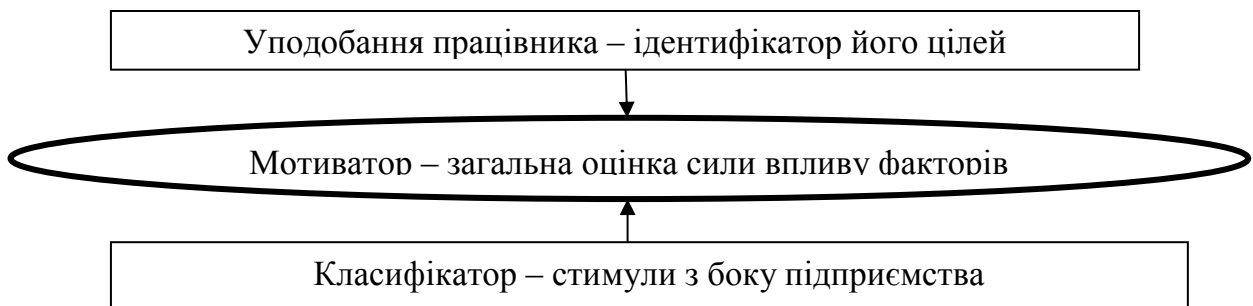 Уподобання працівника – ідентифікатор його цілей
Мотиватор – загальна оцінка сили впливу факторів
Класифікатор – стимули з боку підприємства